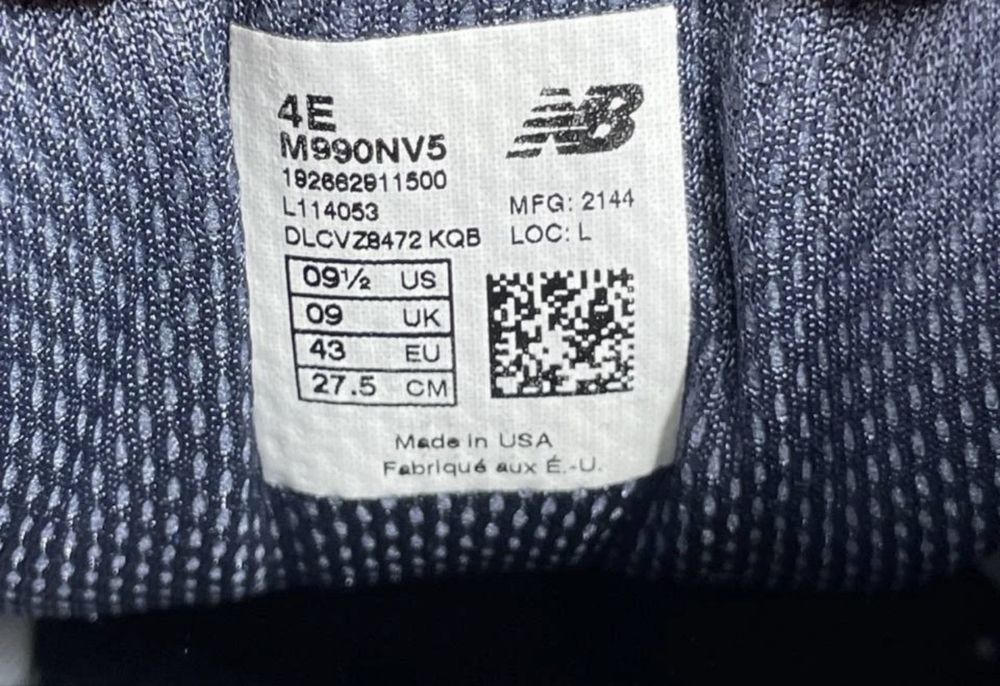 4E
M990NV5
192662911500
L114053
DLCVZ8472 KQB
NB
MFG: 2144
LOC: L
09½ US
09 UK
43 EU
27.5 CM
Made in USA
Fabriqué aux É.-U.